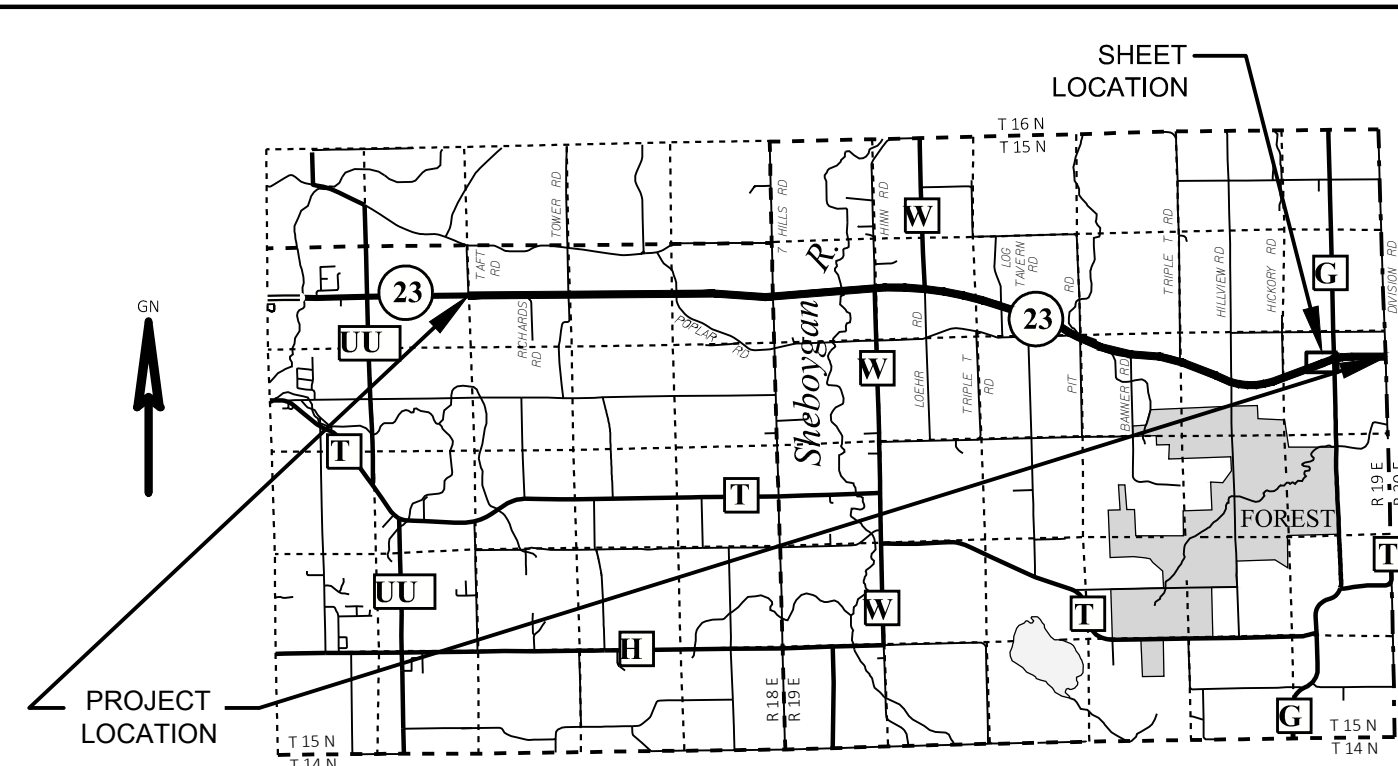 SHEET
LOCATION
T 16 N
T 15 N
TOWER RD
7 HILLS RD
HINN RD
W
TRIPLE T RD
HILLVIEW RD
HICKORY RD
DIVISION RD
TAFT
RD
LOG
TAVERN
RD
G
GN
23
RICHARDS
RD
POPLAR RD
Sheboygan R.
23
UU
W
LOEHR RD
TRIPLE T
RD
PIT RD
BANNER RD
T
T
R 19 E
FOREST
T
UU
W
T
H
R 18 E
R 19 E
G
PROJECT
LOCATION
T 15 N
T 14 N
T 15 N
T 14 N